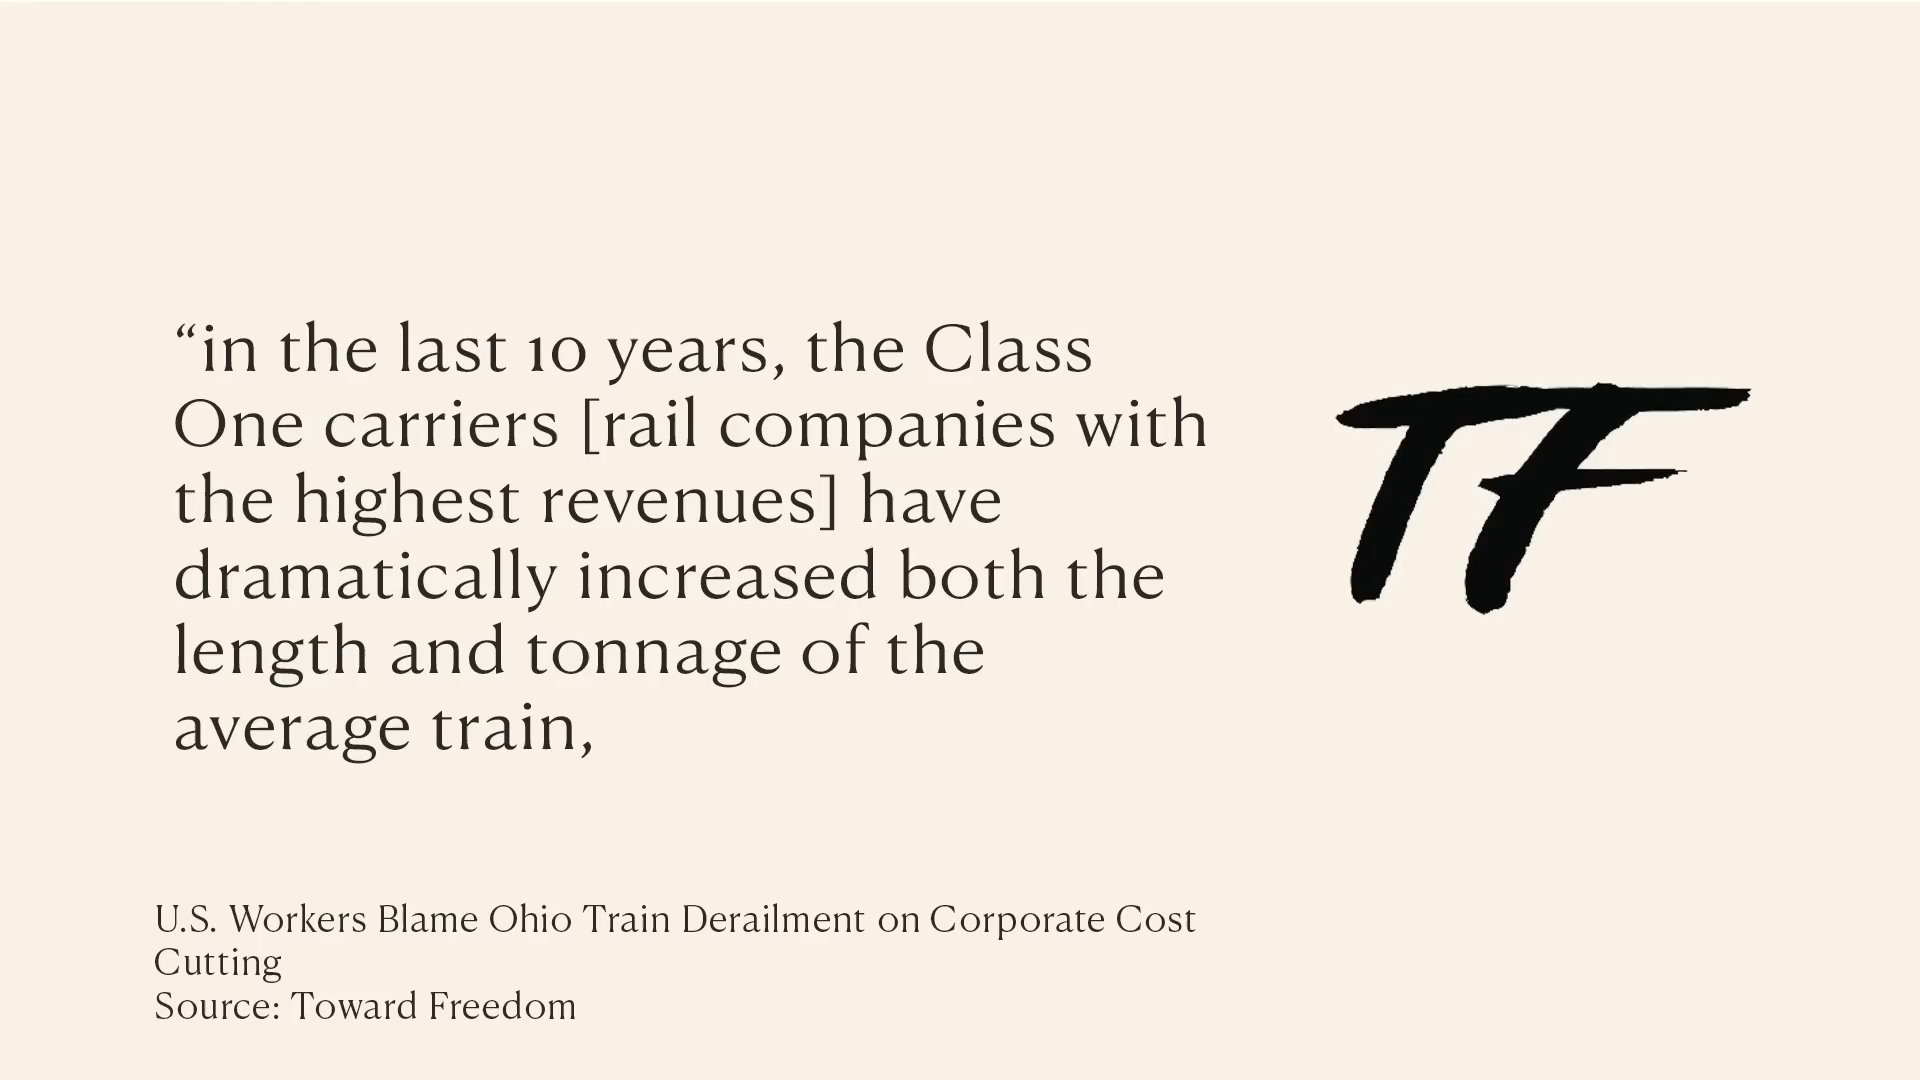 “in the last 10 years, the Class
One carriers [rail companies with
the highest revenues] have
dramatically increased both the
length and tonnage of the
average train,
TF
U.S. Workers Blame Ohio Train Derailment on Corporate Cost
Cutting
Source: Toward Freedom